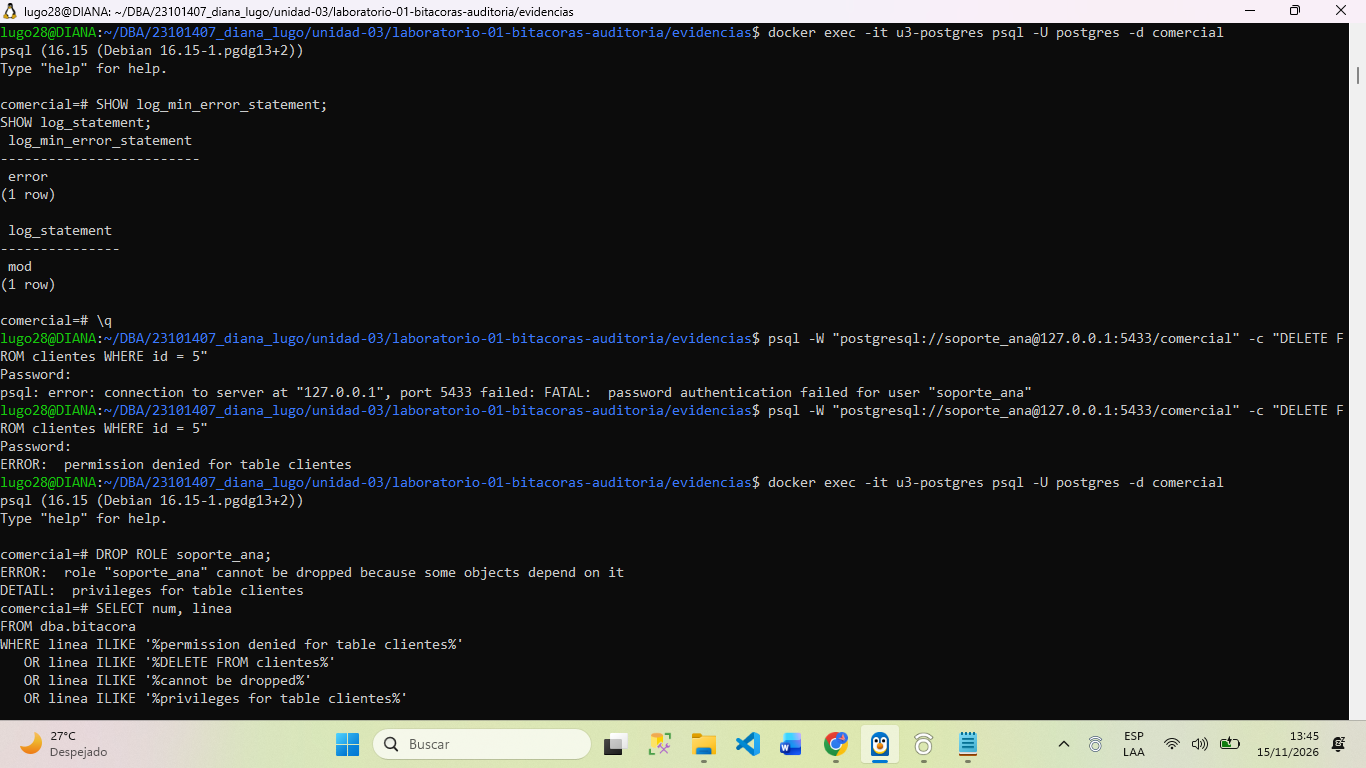 lugo28@DIANA: ~/DBA/23101407_diana_lugo/unidad-03/laboratorio-01-bitacoras-auditoria/evidencias
lugo28@DIANA:~/DBA/23101407_diana_lugo/unidad-03/laboratorio-01-bitacoras-auditoria/evidencias$ docker exec -it u3-postgres psql -U postgres -d comercial
psql (16.15 (Debian 16.15-1.pgdg13+2))
Type "help" for help.
comercial=# SHOW log_min_error_statement;
SHOW log_statement;
log_min_error_statement
-------------------------
error
(1 row)
log_statement
---------------
mod
(1 row)
comercial=# \q
lugo28@DIANA:~/DBA/23101407_diana_lugo/unidad-03/laboratorio-01-bitacoras-auditoria/evidencias$ psql -W "postgresql://soporte_ana@127.0.0.1:5433/comercial" -c "DELETE F
ROM clientes WHERE id = 5"
Password:
psql: error: connection to server at "127.0.0.1", port 5433 failed: FATAL:  password authentication failed for user "soporte_ana"
lugo28@DIANA:~/DBA/23101407_diana_lugo/unidad-03/laboratorio-01-bitacoras-auditoria/evidencias$ psql -W "postgresql://soporte_ana@127.0.0.1:5433/comercial" -c "DELETE F
ROM clientes WHERE id = 5"
Password:
ERROR:  permission denied for table clientes
lugo28@DIANA:~/DBA/23101407_diana_lugo/unidad-03/laboratorio-01-bitacoras-auditoria/evidencias$ docker exec -it u3-postgres psql -U postgres -d comercial
psql (16.15 (Debian 16.15-1.pgdg13+2))
Type "help" for help.
comercial=# DROP ROLE soporte_ana;
ERROR:  role "soporte_ana" cannot be dropped because some objects depend on it
DETAIL:  privileges for table clientes
comercial=# SELECT num, linea
FROM dba.bitacora
WHERE linea ILIKE '%permission denied for table clientes%'
OR linea ILIKE '%DELETE FROM clientes%'
OR linea ILIKE '%cannot be dropped%'
OR linea ILIKE '%privileges for table clientes%'
27°C
Despejado
Buscar
ESP
LAA
13:45
15/11/2026